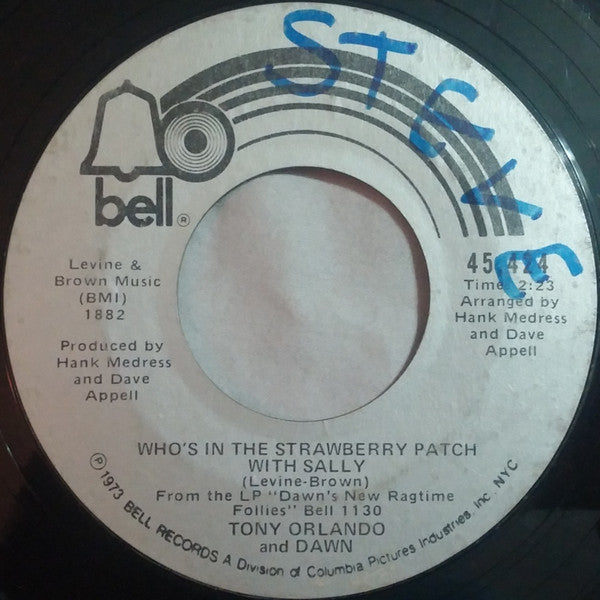 STEVE
bell®
Levine &
Brown Music
(BMI)
1882
Produced by
Hank Medress
and Dave
Appell
45,424
Time: 2:23
Arranged by
Hank Medress
and Dave
Appell
WHO'S IN THE STRAWBERRY PATCH
WITH SALLY
(Levine-Brown)
From the LP "Dawn's New Ragtime
Follies" Bell 1130
TONY ORLANDO
and DAWN
℗ 1973 BELL RECORDS A Division of Columbia Pictures Industries, Inc., NYC